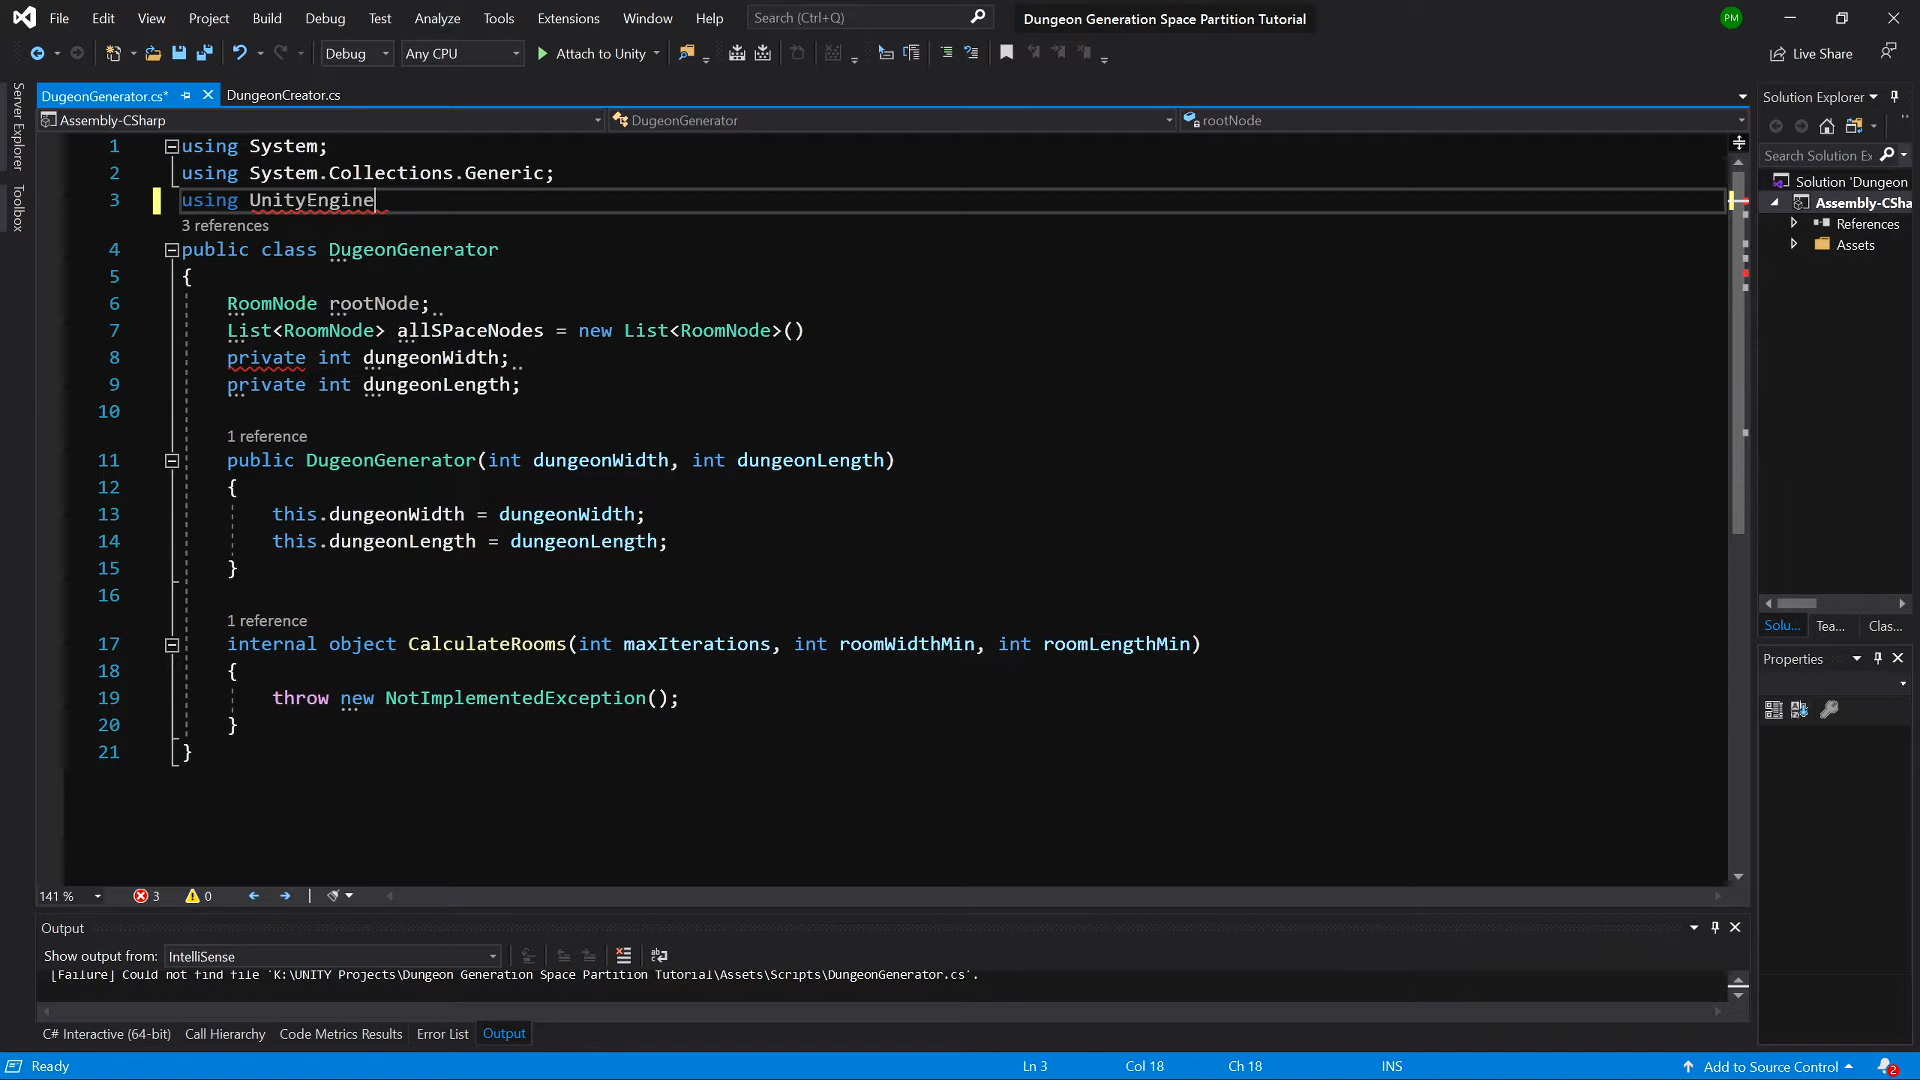 File Edit View Project Build Debug Test Analyze Tools Extensions Window Help Search (Ctrl+Q) Dungeon Generation Space Partition Tutorial PM
Debug Any CPU Attach to Unity Live Share
DugeonGenerator.cs* DungeonCreator.cs
Assembly-CSharp DugeonGenerator rootNode
1 using System;
2 using System.Collections.Generic;
3 using UnityEngine
3 references
4 public class DugeonGenerator
5 {
6 RoomNode rootNode;
7 List<RoomNode> allSPaceNodes = new List<RoomNode>()
8 private int dungeonWidth;
9 private int dungeonLength;
10
1 reference
11 public DugeonGenerator(int dungeonWidth, int dungeonLength)
12 {
13 this.dungeonWidth = dungeonWidth;
14 this.dungeonLength = dungeonLength;
15 }
16
1 reference
17 internal object CalculateRooms(int maxIterations, int roomWidthMin, int roomLengthMin)
18 {
19 throw new NotImplementedException();
20 }
21 }
141 % 3 0
Output
Show output from: IntelliSense
[Failure] Could not find file 'K:\UNITY Projects\Dungeon Generation Space Partition Tutorial\Assets\Scripts\DungeonGenerator.cs'.
C# Interactive (64-bit) Call Hierarchy Code Metrics Results Error List Output
Ready Ln 3 Col 18 Ch 18 INS Add to Source Control 2
Server Explorer
Toolbox
Solution Explorer
Search Solution Ex
Solution 'Dungeon
Assembly-CSha
References
Assets
Solu... Tea... Clas...
Properties